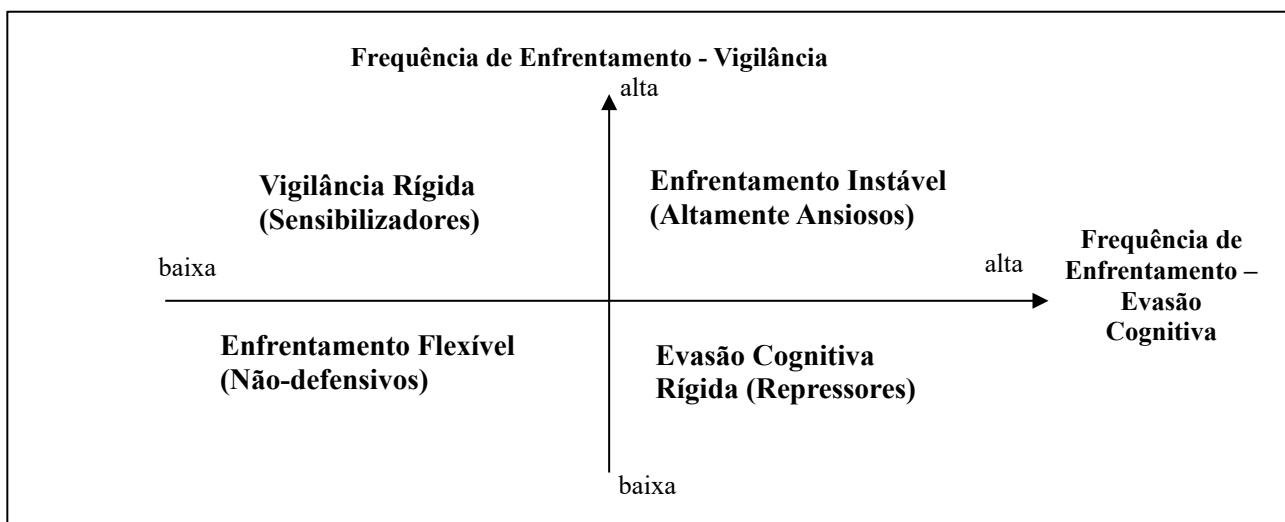 Frequência de Enfrentamento - Vigilância
alta
Vigilância Rígida
(Sensibilizadores)
Enfrentamento Instável
(Altamente Ansiosos)
baixa
alta
Frequência de
Enfrentamento –
Evasão
Cognitiva
Enfrentamento Flexível
(Não-defensivos)
Evasão Cognitiva
Rígida (Repressores)
baixa